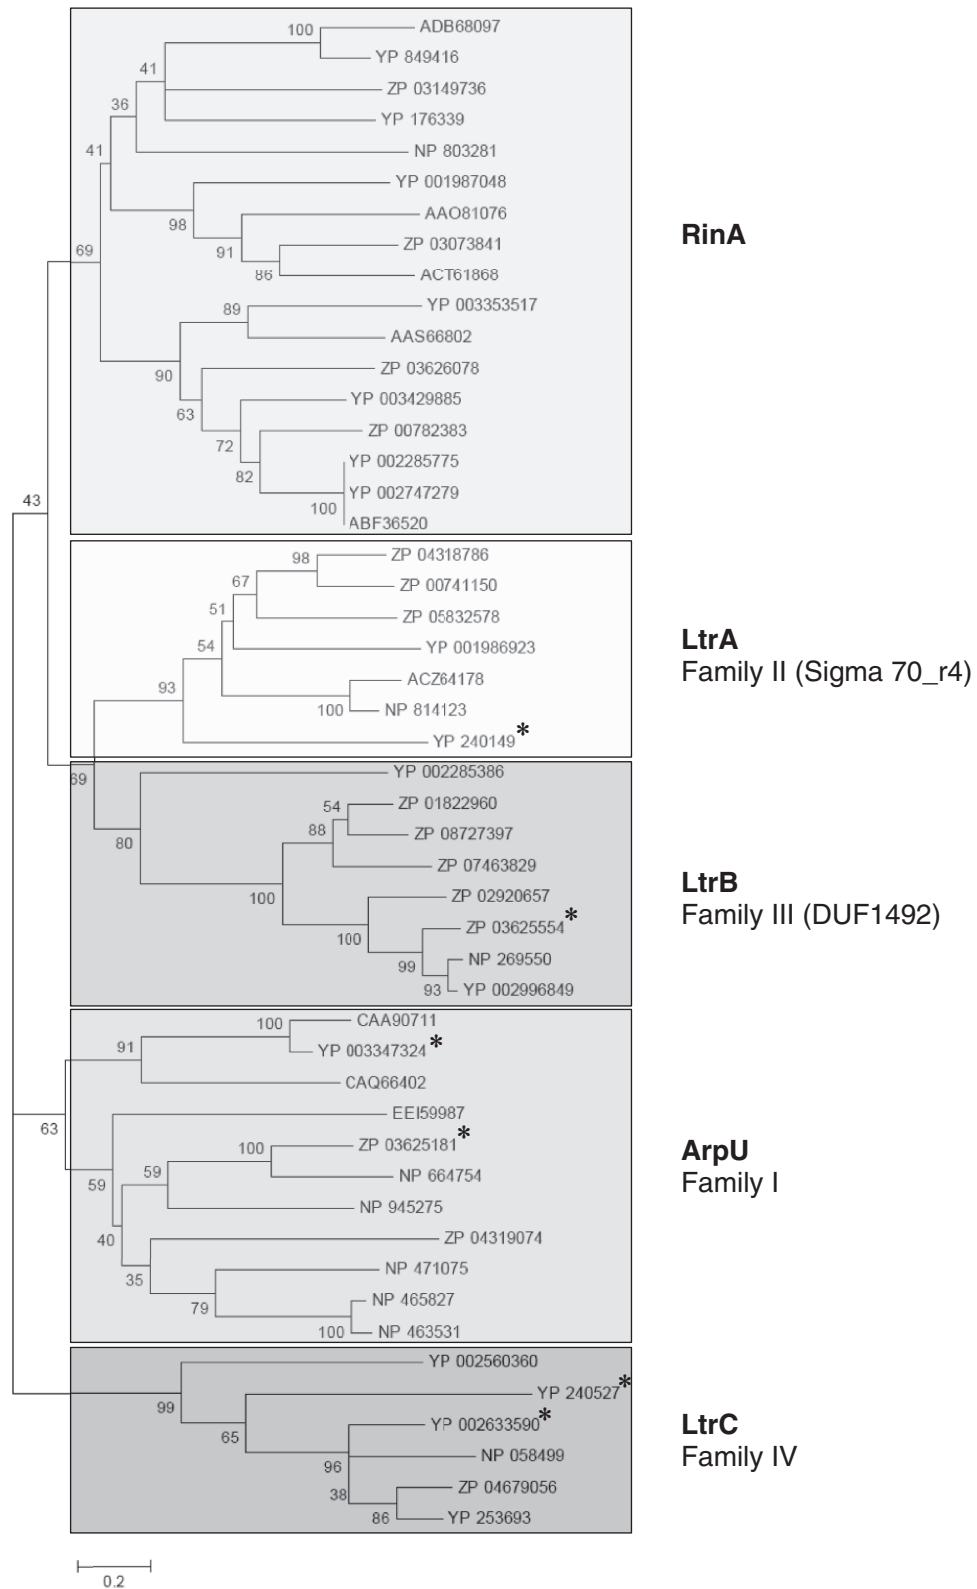 100
ADB68097
YP 849416
41
ZP 03149736
36
YP 176339
41
NP 803281
YP 001987048
98
AAO81076
91
ZP 03073841
86
ACT61868
69
RinA
89
YP 003353517
AAS66802
90
ZP 03626078
63
YP 003429885
72
ZP 00782383
82
YP 002285775
YP 002747279
100
ABF36520
43
98
ZP 04318786
67
ZP 00741150
51
ZP 05832578
54
YP 001986923
93
ACZ64178
100
NP 814123
YP 240149*
LtrA
Family II (Sigma 70_r4)
69
YP 002285386
54
ZP 01822960
88
ZP 08727397
80
ZP 07463829
100
ZP 02920657
100
ZP 03625554*
99
NP 269550
93
YP 002996849
LtrB
Family III (DUF1492)
100
CAA90711
91
YP 003347324*
CAQ66402
63
EEI59987
100
ZP 03625181*
59
NP 664754
59
NP 945275
40
ZP 04319074
35
NP 471075
79
NP 465827
100
NP 463531
ArpU
Family I
YP 002560360
99
YP 240527*
65
YP 002633590*
96
NP 058499
38
ZP 04679056
86
YP 253693
LtrC
Family IV
0.2